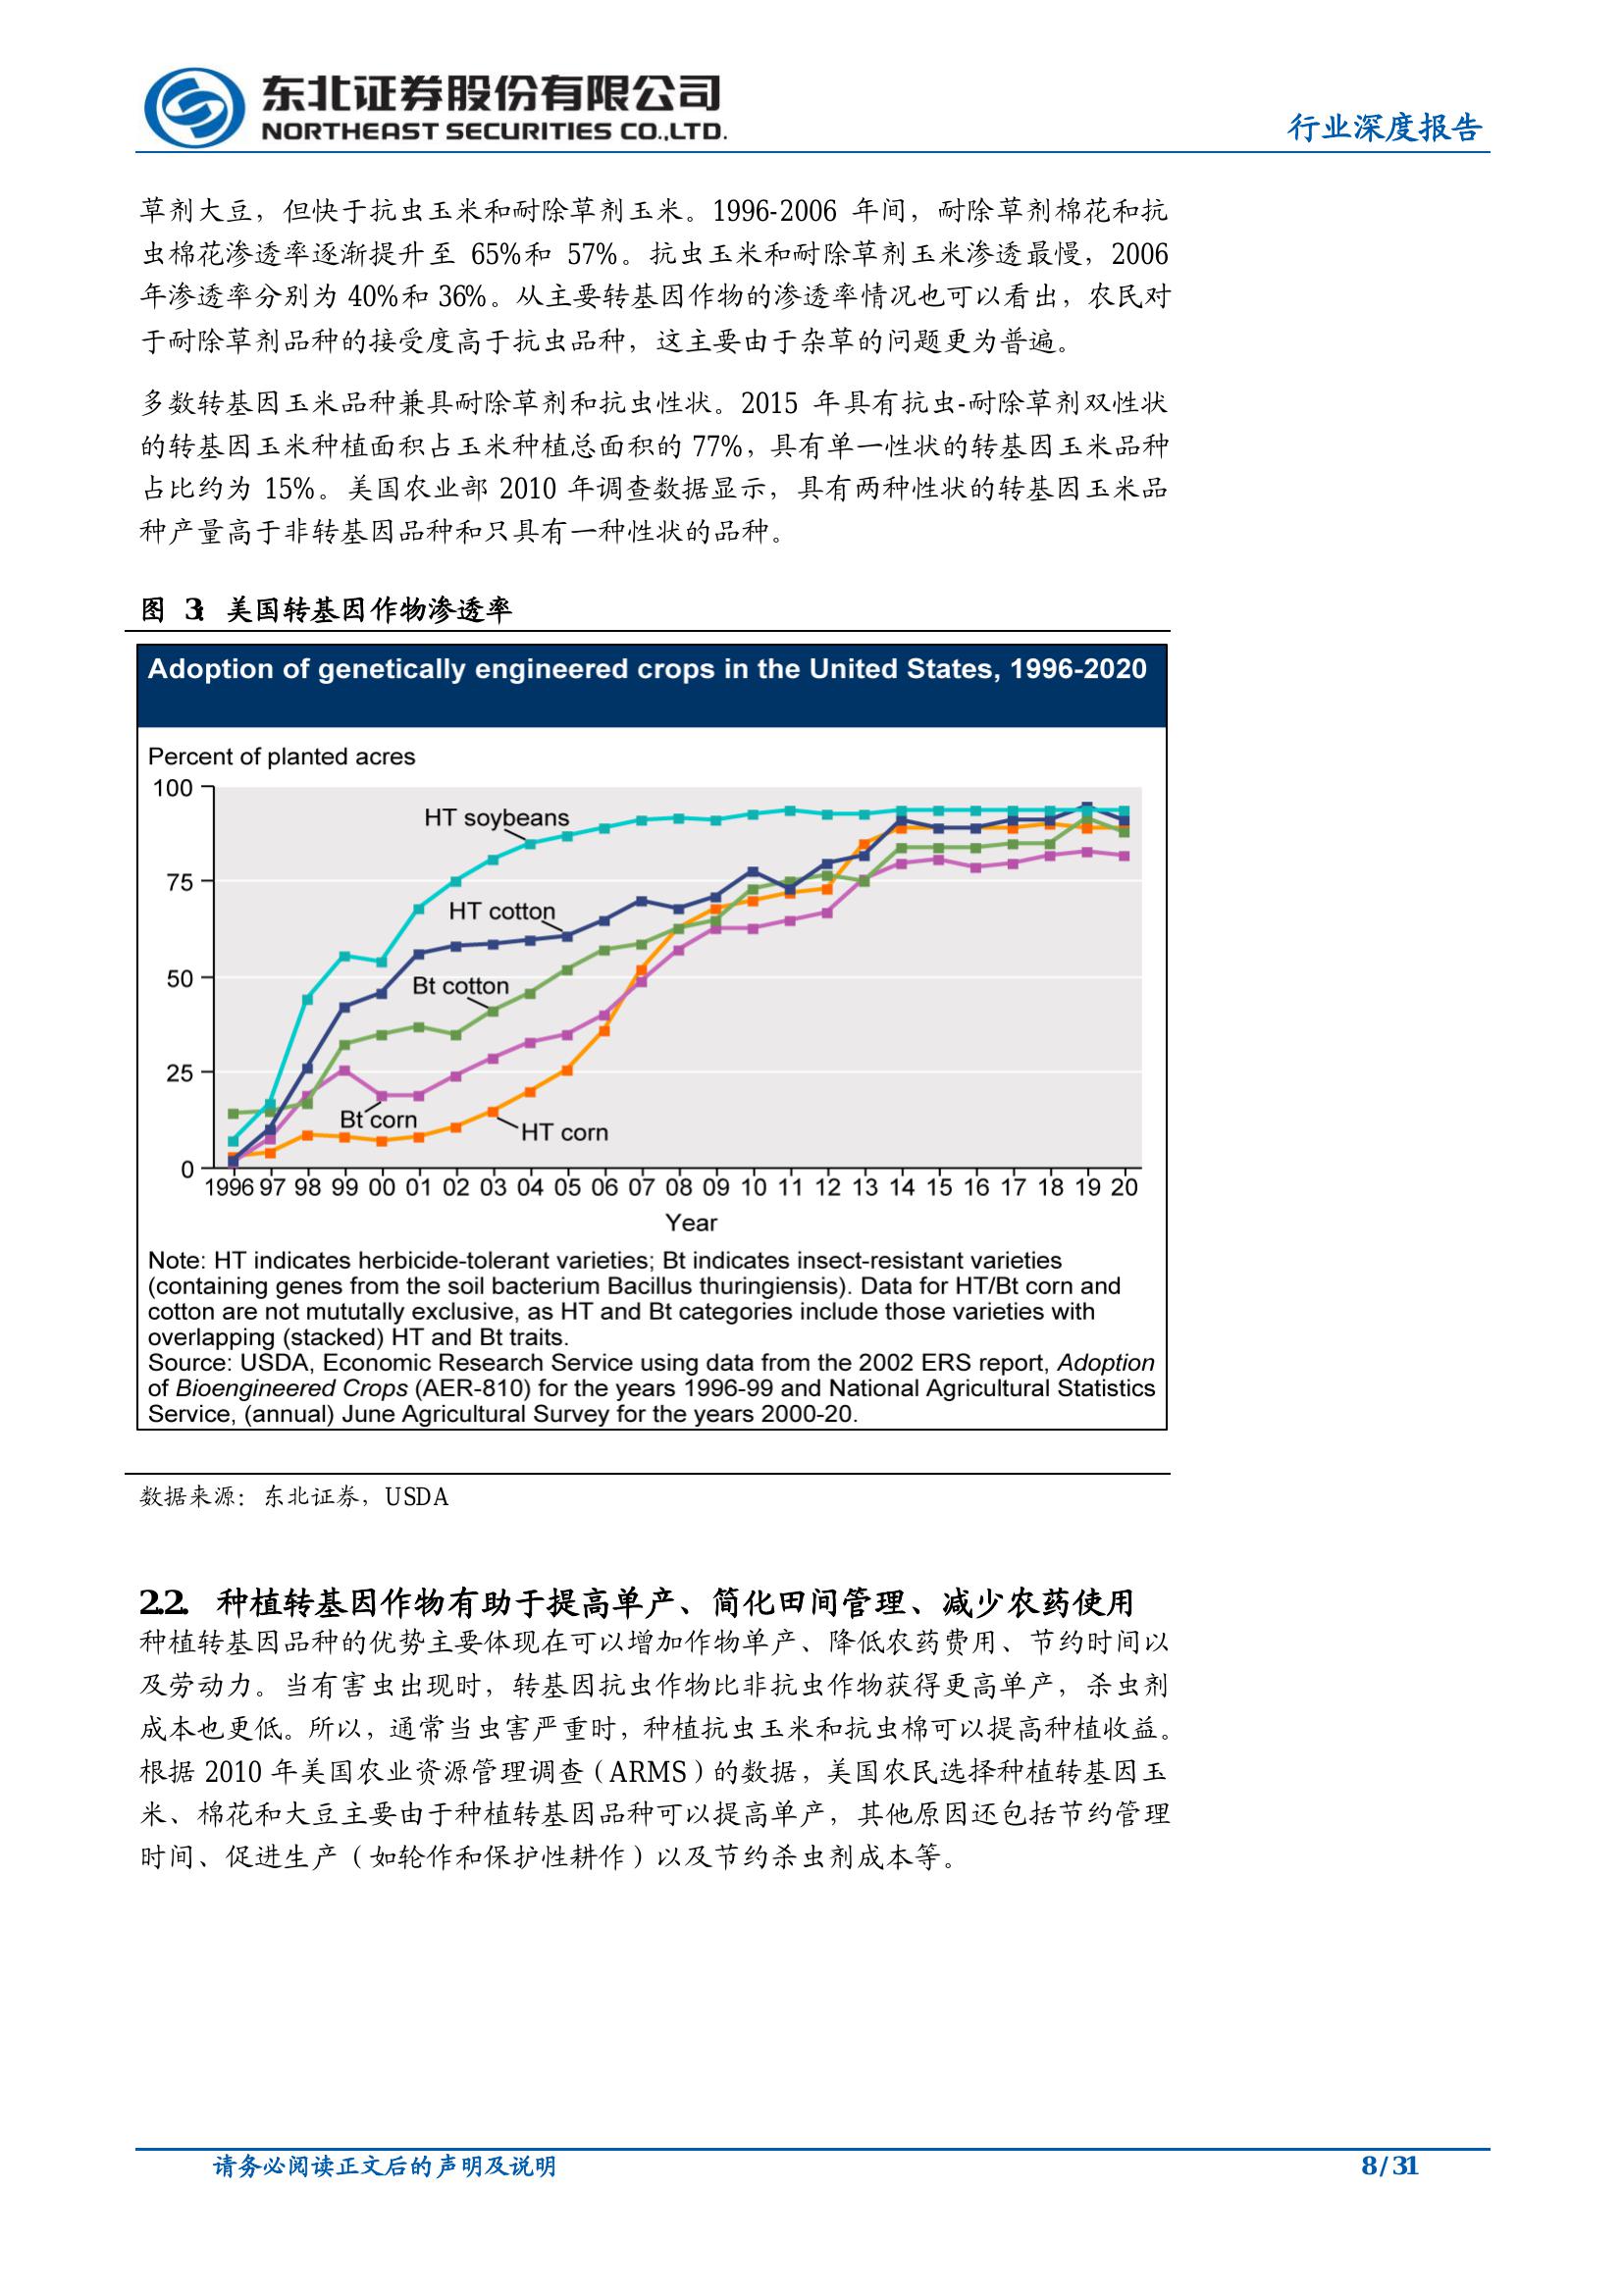 东北证券股份有限公司
NORTHEAST SECURITIES CO.,LTD.
行业深度报告
草剂大豆，但快于抗虫玉米和耐除草剂玉米。1996-2006 年间，耐除草剂棉花和抗
虫棉花渗透率逐渐提升至 65%和 57%。抗虫玉米和耐除草剂玉米渗透最慢，2006
年渗透率分别为 40%和 36%。从主要转基因作物的渗透率情况也可以看出，农民对
于耐除草剂品种的接受度高于抗虫品种，这主要由于杂草的问题更为普遍。
多数转基因玉米品种兼具耐除草剂和抗虫性状。2015 年具有抗虫-耐除草剂双性状
的转基因玉米种植面积占玉米种植总面积的 77%，具有单一性状的转基因玉米品种
占比约为 15%。美国农业部 2010 年调查数据显示，具有两种性状的转基因玉米品
种产量高于非转基因品种和只具有一种性状的品种。
图 3: 美国转基因作物渗透率
Adoption of genetically engineered crops in the United States, 1996-2020
Percent of planted acres
100
75
50
25
0
HT soybeans
HT cotton
Bt cotton
Bt corn
HT corn
1996 97 98 99 00 01 02 03 04 05 06 07 08 09 10 11 12 13 14 15 16 17 18 19 20
Year
Note: HT indicates herbicide-tolerant varieties; Bt indicates insect-resistant varieties
(containing genes from the soil bacterium Bacillus thuringiensis). Data for HT/Bt corn and
cotton are not mututally exclusive, as HT and Bt categories include those varieties with
overlapping (stacked) HT and Bt traits.
Source: USDA, Economic Research Service using data from the 2002 ERS report, Adoption
of Bioengineered Crops (AER-810) for the years 1996-99 and National Agricultural Statistics
Service, (annual) June Agricultural Survey for the years 2000-20.
数据来源：东北证券，USDA
2.2. 种植转基因作物有助于提高单产、简化田间管理、减少农药使用
种植转基因品种的优势主要体现在可以增加作物单产、降低农药费用、节约时间以
及劳动力。当有害虫出现时，转基因抗虫作物比非抗虫作物获得更高单产，杀虫剂
成本也更低。所以，通常当虫害严重时，种植抗虫玉米和抗虫棉可以提高种植收益。
根据 2010 年美国农业资源管理调查（ARMS）的数据，美国农民选择种植转基因玉
米、棉花和大豆主要由于种植转基因品种可以提高单产，其他原因还包括节约管理
时间、促进生产（如轮作和保护性耕作）以及节约杀虫剂成本等。
请务必阅读正文后的声明及说明
8 / 31